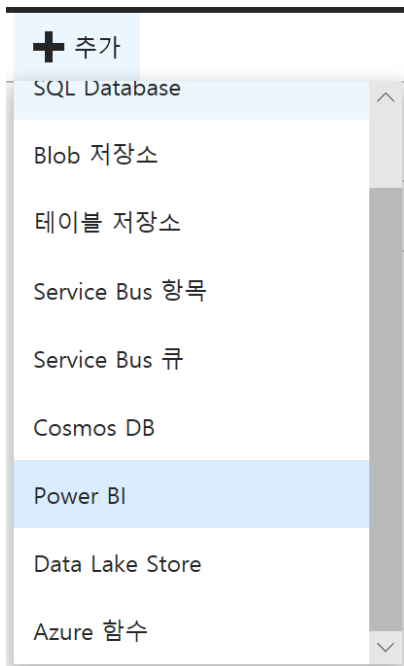 추가
SQL Database
Blob 저장소
테이블 저장소
Service Bus 항목
Service Bus 큐
Cosmos DB
Power BI
Data Lake Store
Azure 함수